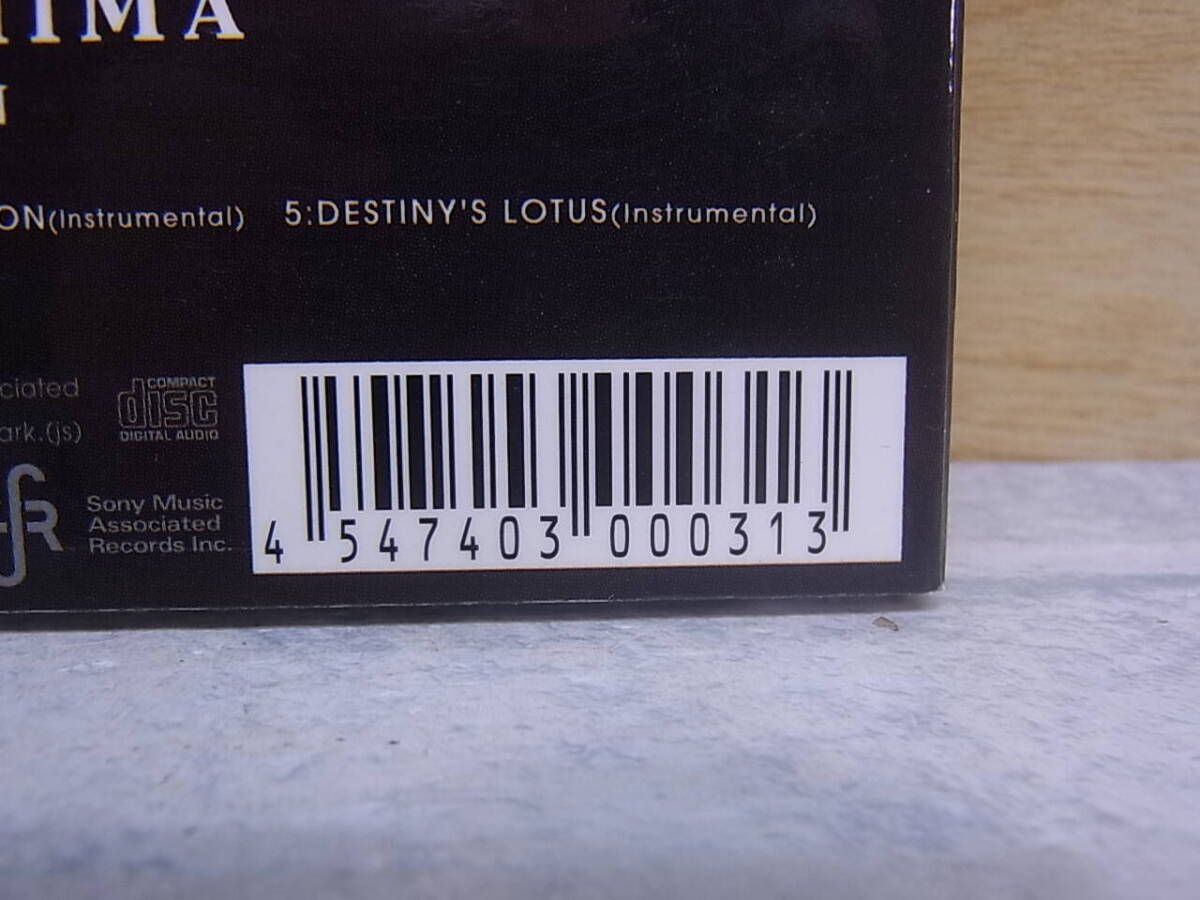 IMA
ON(Instrumental) 5:DESTINY'S LOTUS(Instrumental)
ciated
ark.(js)
COMPACT
disc
DIGITAL AUDIO
Sony Music
Associated
Records Inc.
4 547403 000313